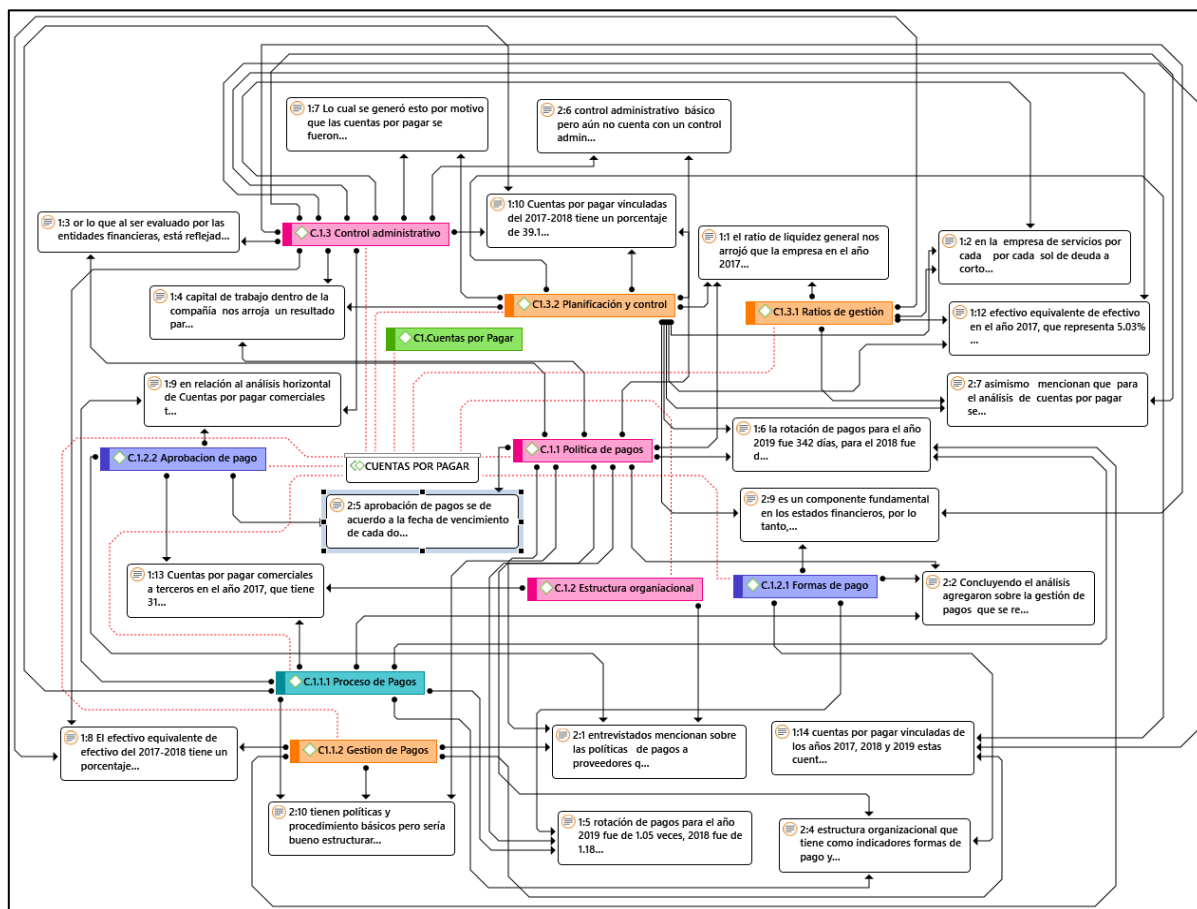 1:7 Lo cual se generó esto por motivo
que las cuentas por pagar se
fueron...
2:6 control administrativo básico
pero aún no cuenta con un control
admin...
1:3 or lo que al ser evaluado por las
entidades financieras, está reflejad...
C.1.3 Control administrativo
1:10 Cuentas por pagar vinculadas
del 2017-2018 tiene un porcentaje
de 39.1...
1:1 el ratio de liquidez general nos
arrojó que la empresa en el año
2017...
1:2 en la empresa de servicios por
cada por cada sol de deuda a
corto...
1:4 capital de trabajo dentro de la
compañía nos arroja un resultado
par...
C1.3.2 Planificación y control
C1.3.1 Ratios de gestión
1:12 efectivo equivalente de efectivo
en el año 2017, que representa 5.03%
...
C1.Cuentas por Pagar
1:9 en relación al análisis horizontal
de Cuentas por pagar comerciales
t...
2:7 asimismo mencionan que para
el análisis de cuentas por pagar
se...
1:6 la rotación de pagos para el año
2019 fue 342 días, para el 2018 fue
d...
C.1.2.2 Aprobacion de pago
C.1.1 Politica de pagos
CUENTAS POR PAGAR
2:5 aprobación de pagos se de
acuerdo a la fecha de vencimiento
de cada do...
2:9 es un componente fundamental
en los estados financieros, por lo
tanto,...
1:13 Cuentas por pagar comerciales
a terceros en el año 2017, que tiene
31...
C.1.2 Estructura organiacional
C.1.2.1 Formas de pago
2:2 Concluyendo el análisis
agregaron sobre la gestión de
pagos que se re...
C.1.1.1 Proceso de Pagos
1:8 El efectivo equivalente de
efectivo del 2017-2018 tiene un
porcentaje...
C1.1.2 Gestion de Pagos
2:1 entrevistados mencionan sobre
las políticas de pagos a
proveedores q...
1:14 cuentas por pagar vinculadas de
los años 2017, 2018 y 2019 estas
cuent...
2:10 tienen políticas y
procedimiento básicos pero sería
bueno estructurar...
1:5 rotación de pagos para el año
2019 fue de 1.05 veces, 2018 fue de
1.18...
2:4 estructura organizacional que
tiene como indicadores formas de
pago y...